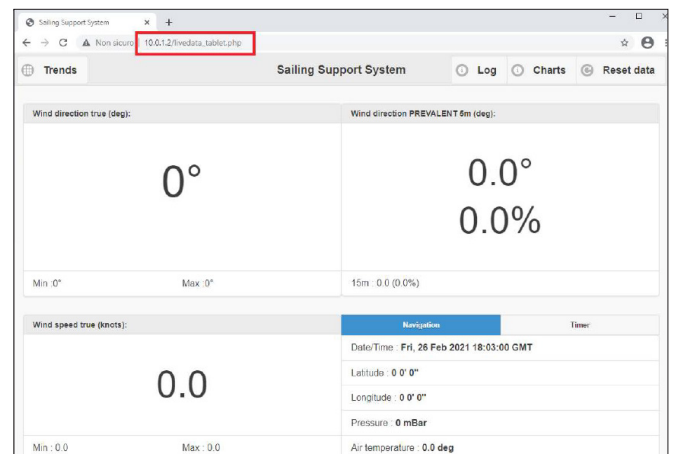 Sailing Support System
Non sicuro 10.0.1.2/livedata_tablet.php
Trends
Sailing Support System
Log
Charts
Reset data
Wind direction true (deg):
0°
Min :0° Max :0°
Wind direction PREVALENT 5m (deg):
0.0°
0.0%
15m : 0.0 (0.0%)
Wind speed true (knots):
0.0
Min : 0.0 Max : 0.0
Navigation Timer
Date/Time : Fri, 26 Feb 2021 18:03:00 GMT
Latitude : 0 0' 0"
Longitude : 0 0' 0"
Pressure : 0 mBar
Air temperature : 0.0 deg